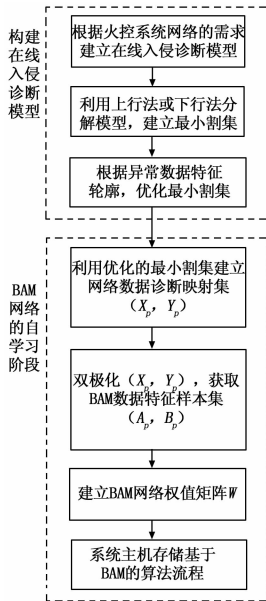 构建
在线
入侵
诊断
模型
根据火控系统网络的需求
建立在线入侵诊断模型
利用上行法或下行法分
解模型，建立最小割集
根据异常数据特征
轮廓，优化最小割集
BAM
网络
的自
学习
阶段
利用优化的最小割集建立
网络数据诊断映射集
（Xp，Yp）
双极化（Xp，Yp），获取
BAM数据特征样本集
（Ap，Bp）
建立BAM网络权值矩阵W
系统主机存储基于
BAM的算法流程